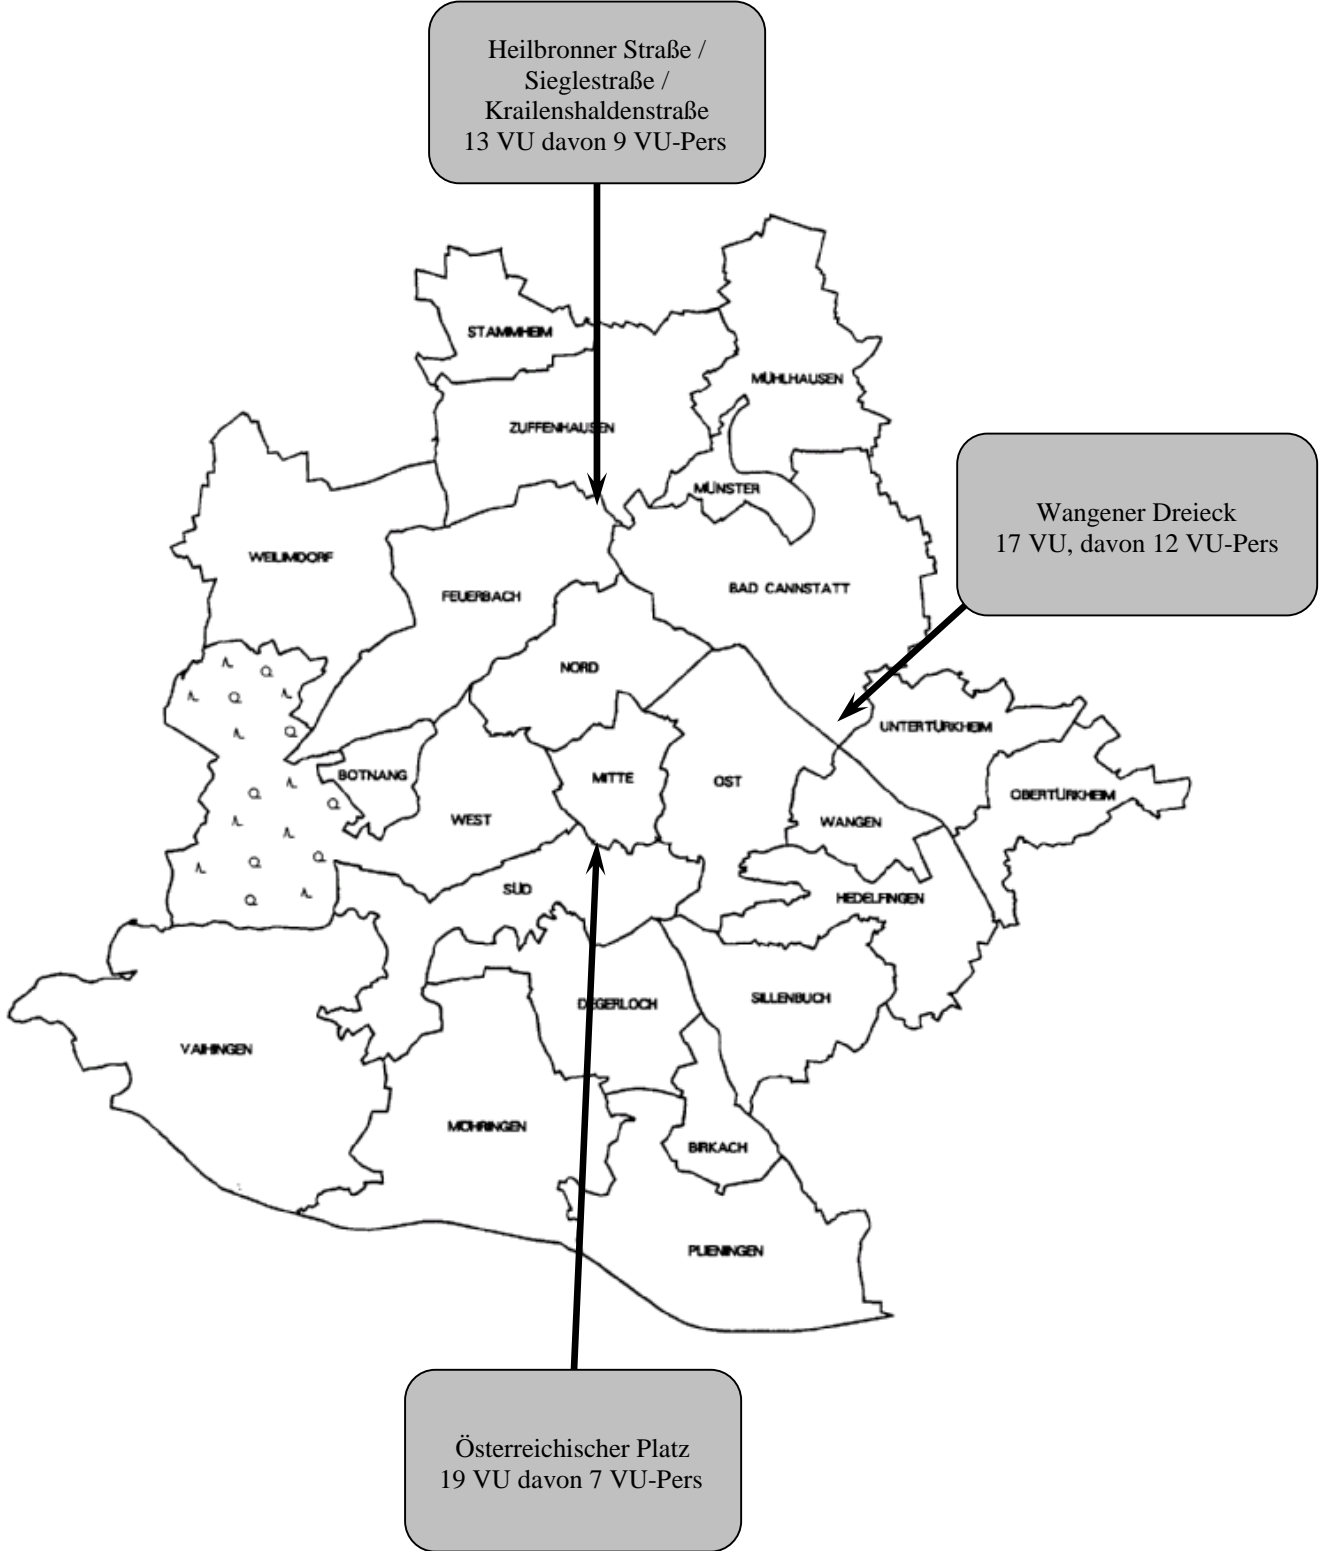 Heilbronner Straße /
Sieglestraße /
Krailenshaldenstraße
13 VU davon 9 VU-Pers
STAMMHEIM
MÜHLHAUSEN
ZUFFENHAUSEN
MÜNSTER
Wangener Dreieck
17 VU, davon 12 VU-Pers
WEILIMDORF
FEUERBACH
BAD CANNSTATT
NORD
UNTERTÜRKHEIM
BOTNANG
MITTE
OST
OBERTÜRKHEIM
WEST
WANGEN
SÜD
HEDELFINGEN
DEGERLOCH
SILLENBUCH
VAIHINGEN
MÖHRINGEN
BIRKACH
PLIENINGEN
Österreichischer Platz
19 VU davon 7 VU-Pers